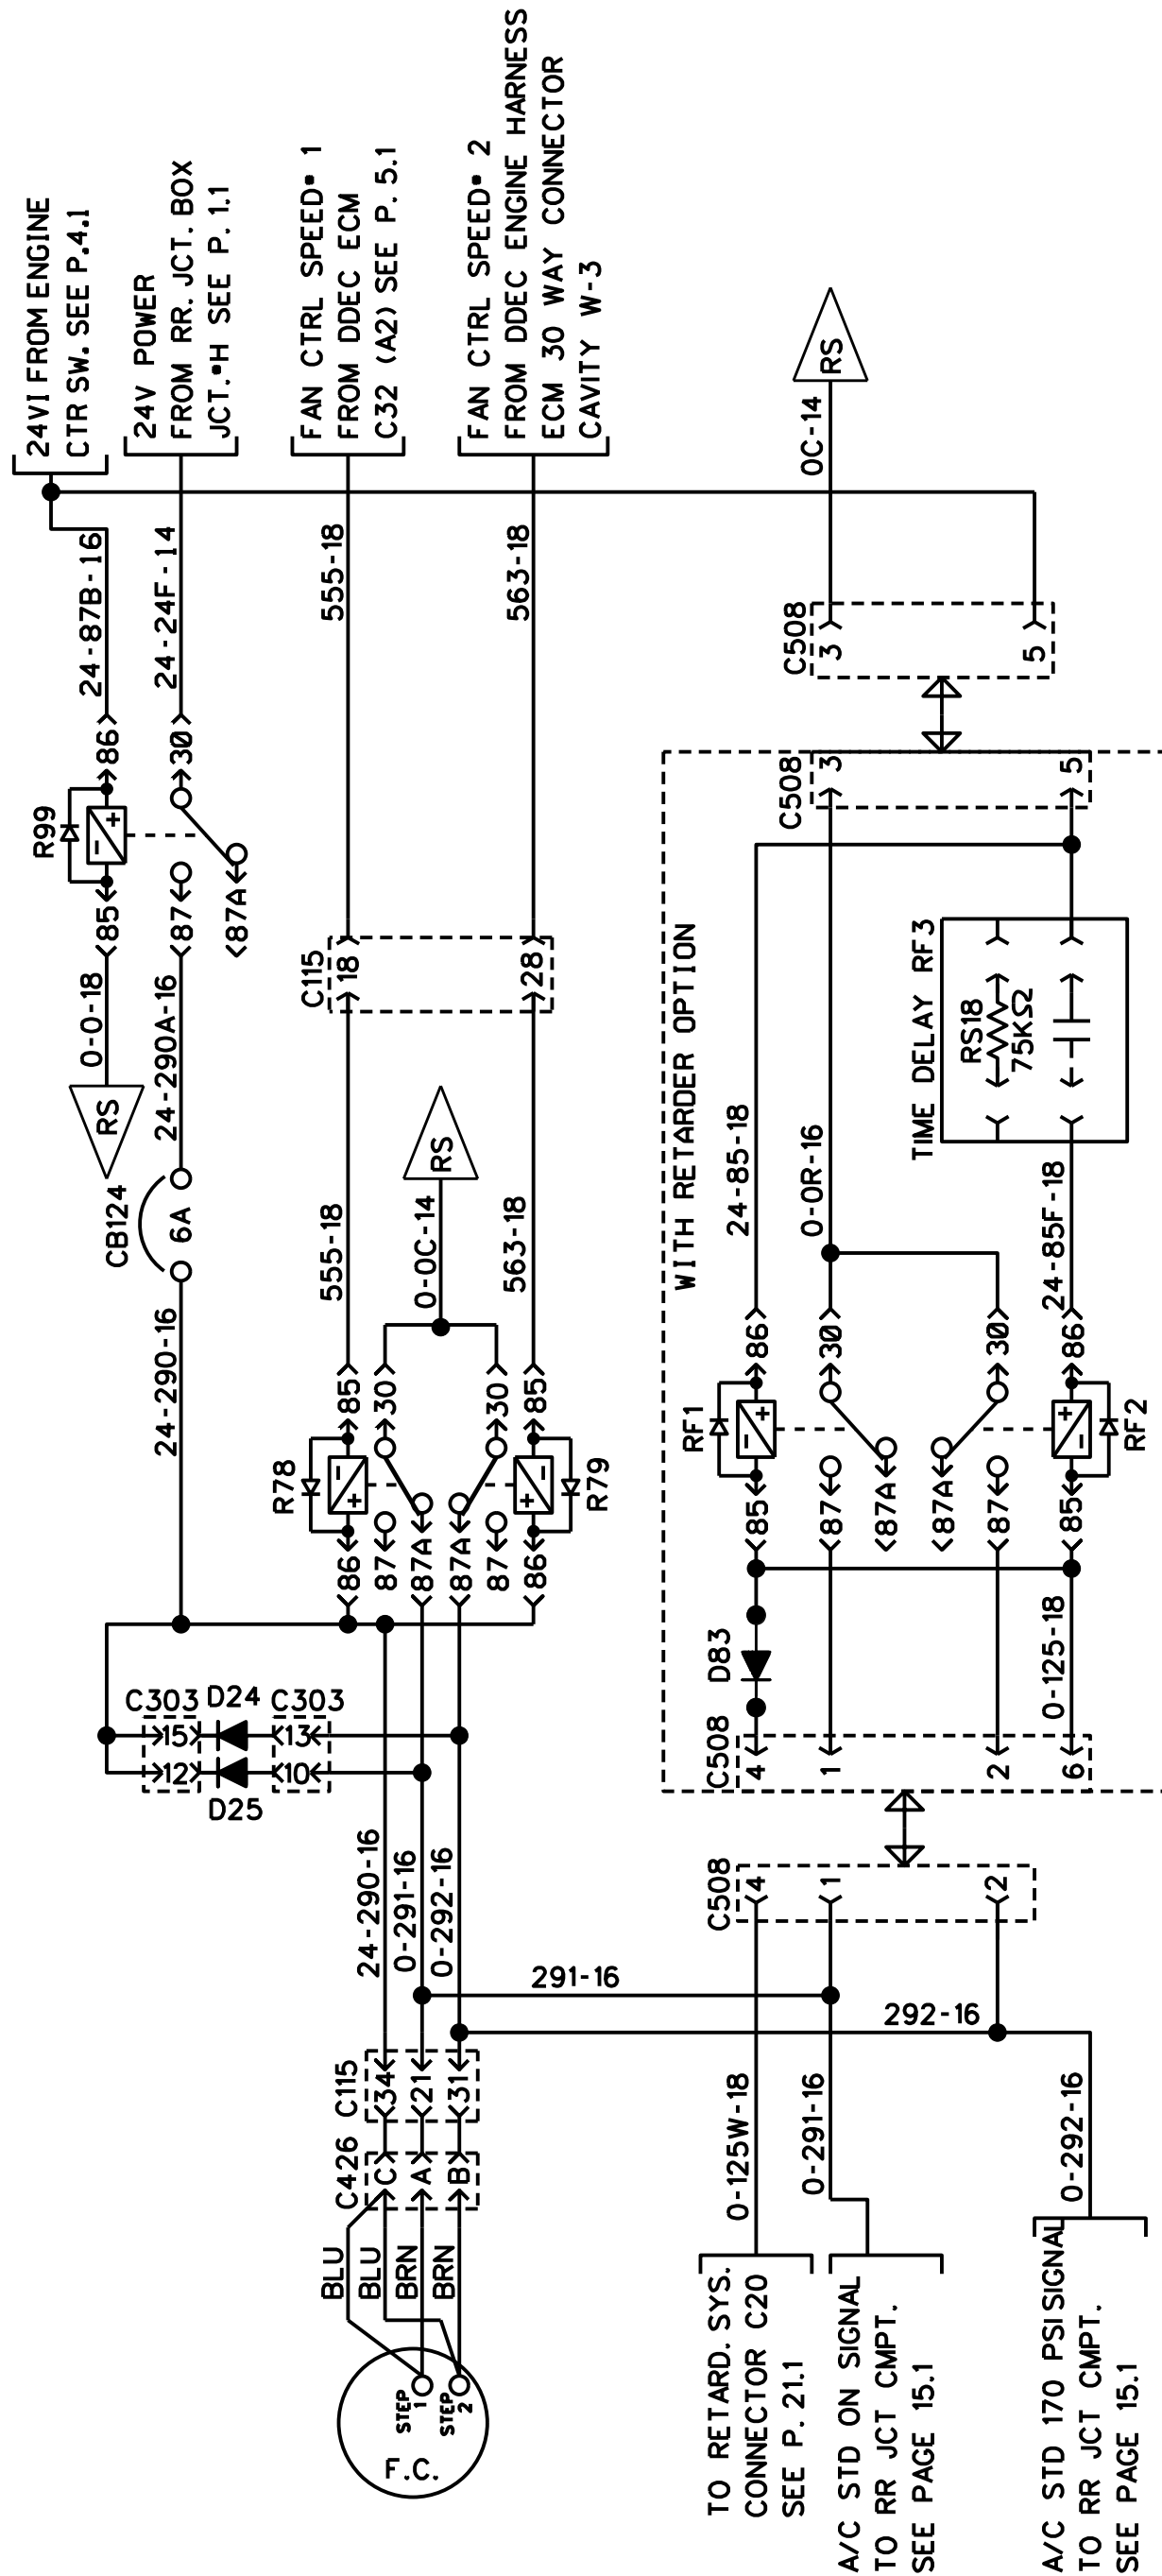 24VI FROM ENGINE
CTR SW. SEE P.4.1
24V POWER
FROM RR. JCT. BOX
JCT.•H SEE P. 1.1
FAN CTRL SPEED• 1
FROM DDEC ECM
C32 (A2) SEE P. 5.1
FAN CTRL SPEED• 2
FROM DDEC ENGINE HARNESS
ECM 30 WAY CONNECTOR
CAVITY W-3
24-87B-16
24-24F-14
555-18
563-18
0C-14
RS
R99
86
85
30
87
87A
0-0-18
RS
24-290A-16
CB124
6A
24-290-16
C115
18
28
555-18
563-18
0-0C-14
RS
R78
85
86
30
87
87A
R79
30
85
87A
87
86
C303
D24
C303
15
13
12
10
D25
24-290-16
0-291-16
0-292-16
291-16
292-16
C115
34
21
31
C426
C
A
B
BLU
BLU
BRN
BRN
STEP
1
STEP
2
F.C.
C508
3
5
C508
3
5
WITH RETARDER OPTION
TIME DELAY RF3
RS18
75KΩ
24-85-18
0-0R-16
24-85F-18
RF1
86
85
30
87
87A
RF2
30
86
87A
87
85
D83
0-125-18
C508
4
1
2
6
C508
4
1
2
0-125W-18
0-291-16
0-292-16
TO RETARD. SYS.
CONNECTOR C20
SEE P. 21.1
A/C STD ON SIGNAL
TO RR JCT CMPT.
SEE PAGE 15.1
A/C STD 170 PSI SIGNAL
TO RR JCT CMPT.
SEE PAGE 15.1